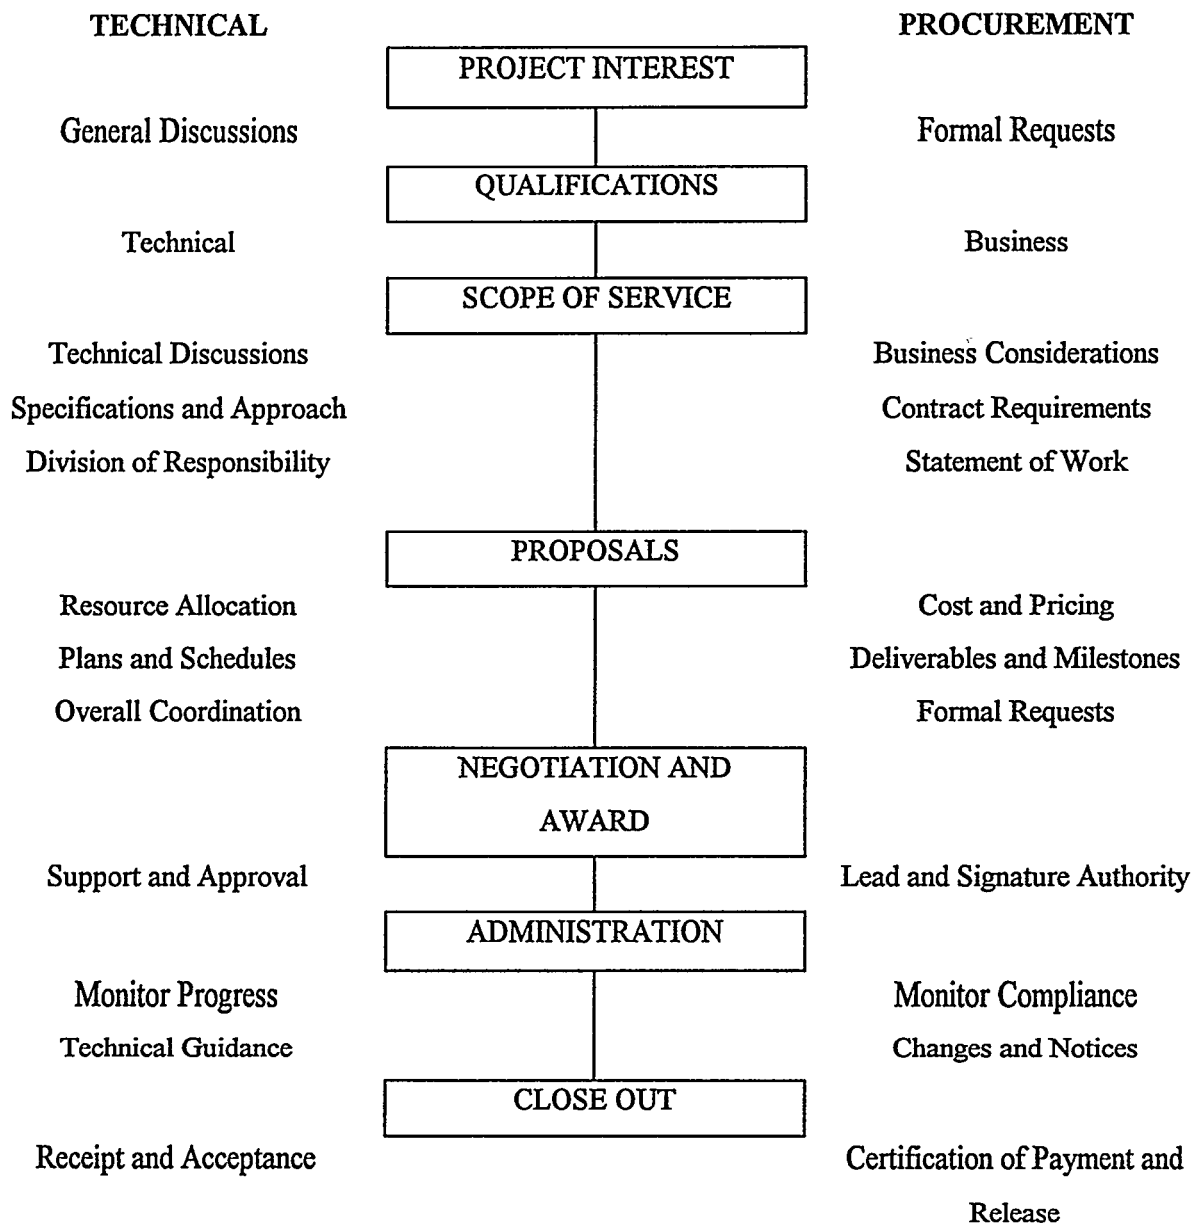 TECHNICAL
PROCUREMENT
PROJECT INTEREST
General Discussions
Formal Requests
QUALIFICATIONS
Technical
Business
SCOPE OF SERVICE
Technical Discussions
Business Considerations
Specifications and Approach
Contract Requirements
Division of Responsibility
Statement of Work
PROPOSALS
Resource Allocation
Cost and Pricing
Plans and Schedules
Deliverables and Milestones
Overall Coordination
Formal Requests
NEGOTIATION AND
AWARD
Support and Approval
Lead and Signature Authority
ADMINISTRATION
Monitor Progress
Monitor Compliance
Technical Guidance
Changes and Notices
CLOSE OUT
Receipt and Acceptance
Certification of Payment and
Release